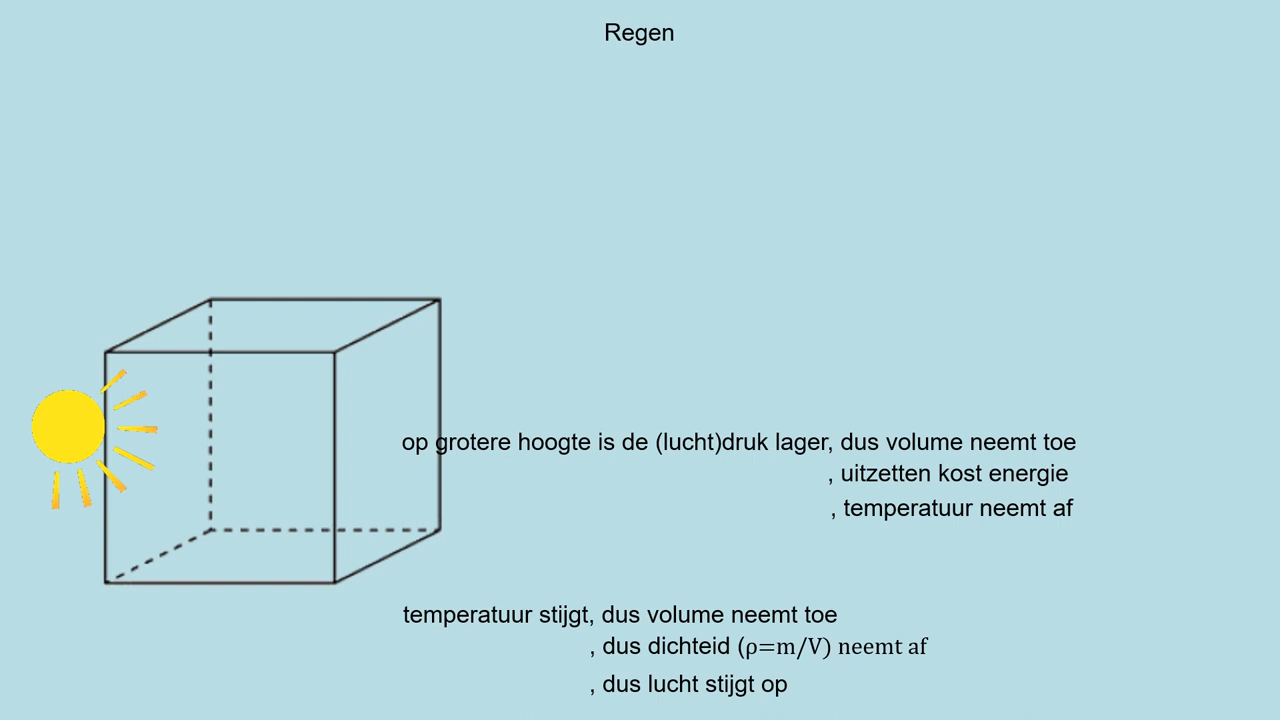 Regen
op grotere hoogte is de (lucht)druk lager, dus volume neemt toe
, uitzetten kost energie
, temperatuur neemt af
temperatuur stijgt, dus volume neemt toe
, dus dichteid (ρ=m/V) neemt af
, dus lucht stijgt op